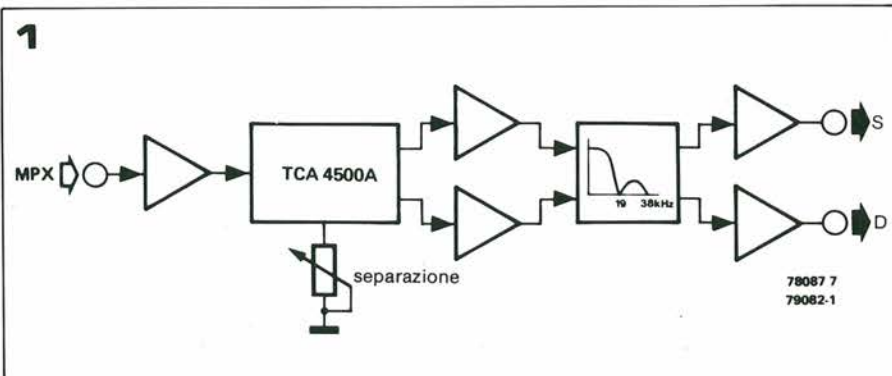 1
MPX
TCA 4500A
separazione
19 38kHz
S
D
78087 7
79082-1